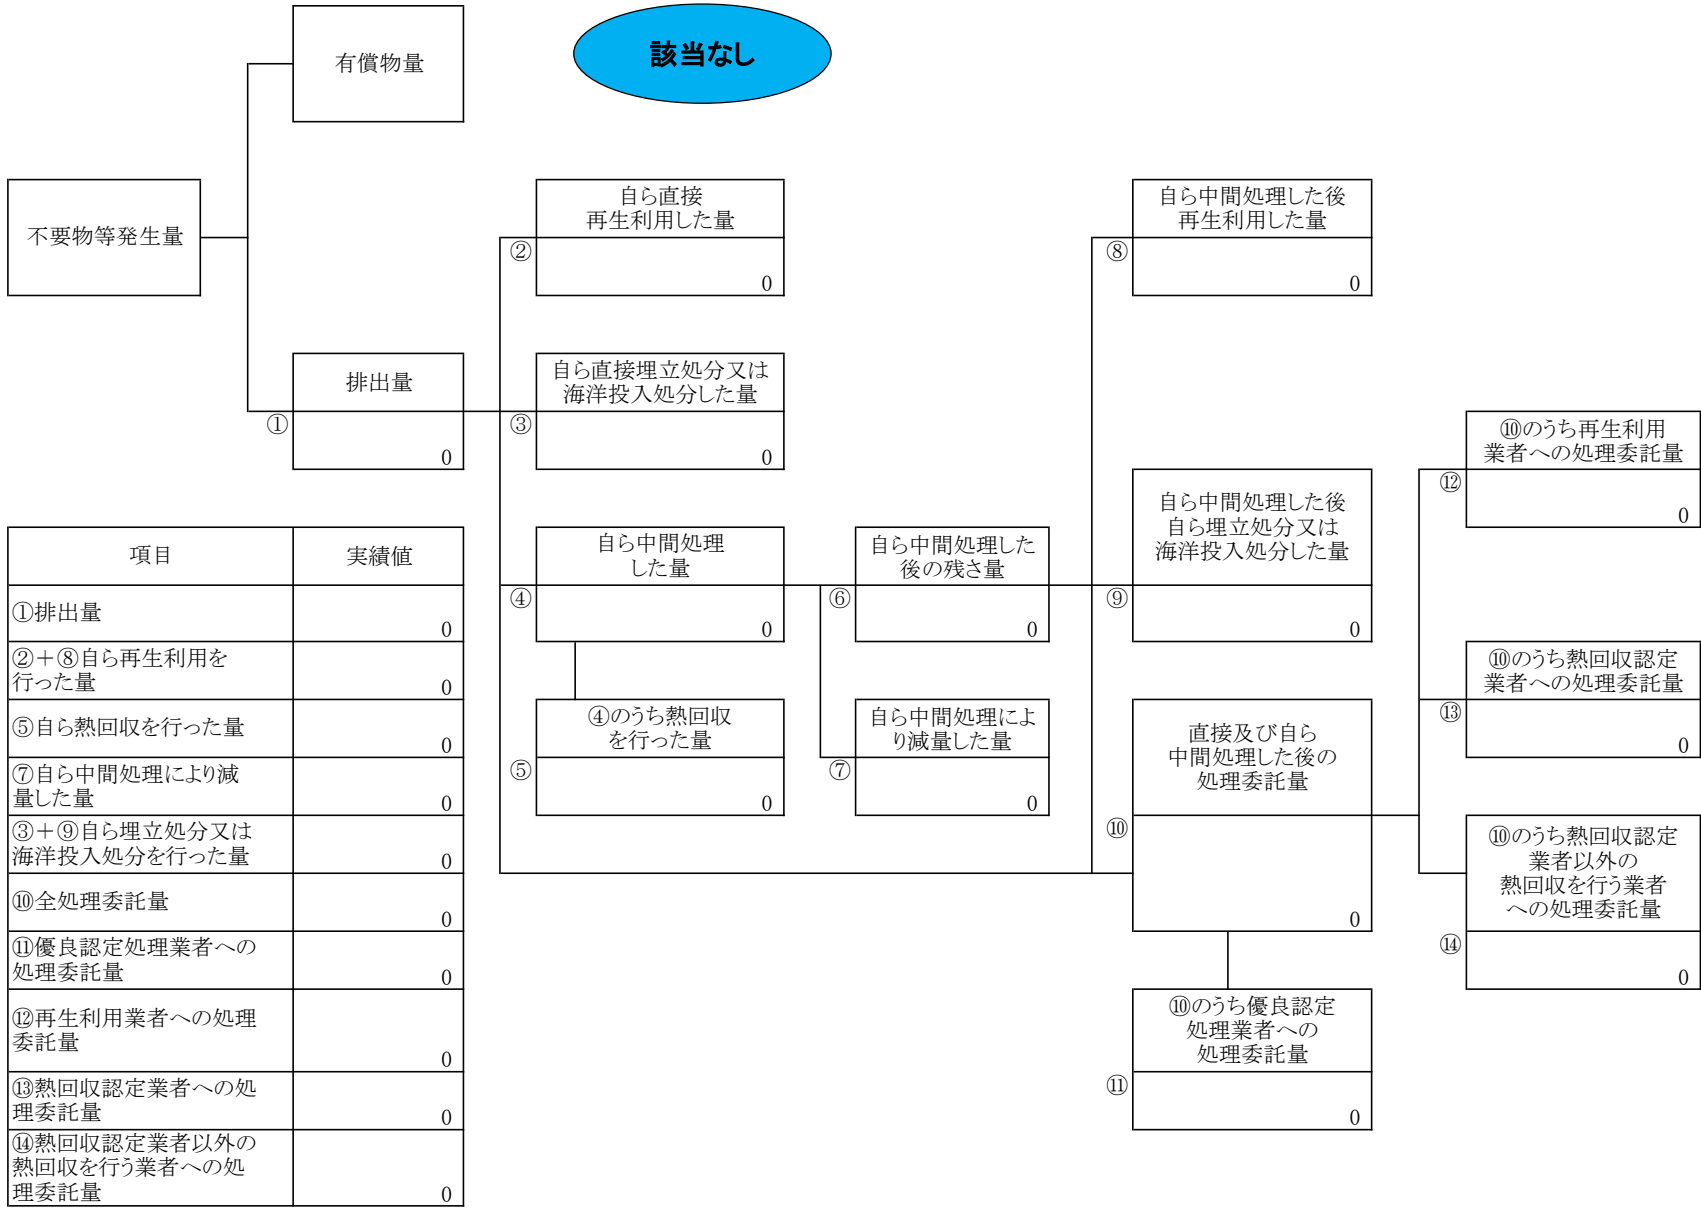 有償物量
該当なし
不要物等発生量
自ら直接
再生利用した量
②
0
自ら中間処理した後
再生利用した量
⑧
0
排出量
①
0
自ら直接埋立処分又は
海洋投入処分した量
③
0
⑩のうち再生利用
業者への処理委託量
⑫
0
自ら中間処理
した量
④
0
自ら中間処理した
後の残さ量
⑥
0
自ら中間処理した後
自ら埋立処分又は
海洋投入処分した量
⑨
0
⑩のうち熱回収認定
業者への処理委託量
⑬
0
④のうち熱回収
を行った量
⑤
0
自ら中間処理によ
り減量した量
⑦
0
直接及び自ら
中間処理した後の
処理委託量
⑩
0
⑩のうち熱回収認定
業者以外の
熱回収を行う業者
への処理委託量
⑭
0
⑩のうち優良認定
処理業者への
処理委託量
⑪
0
項目 実績値
①排出量
0
②+⑧自ら再生利用を
行った量 0
⑤自ら熱回収を行った量
0
⑦自ら中間処理により減
量した量 0
③+⑨自ら埋立処分又は
海洋投入処分を行った量 0
⑩全処理委託量
0
⑪優良認定処理業者への
処理委託量 0
⑫再生利用業者への処理
委託量
0
⑬熱回収認定業者への処
理委託量 0
⑭熱回収認定業者以外の
熱回収を行う業者への処
理委託量 0